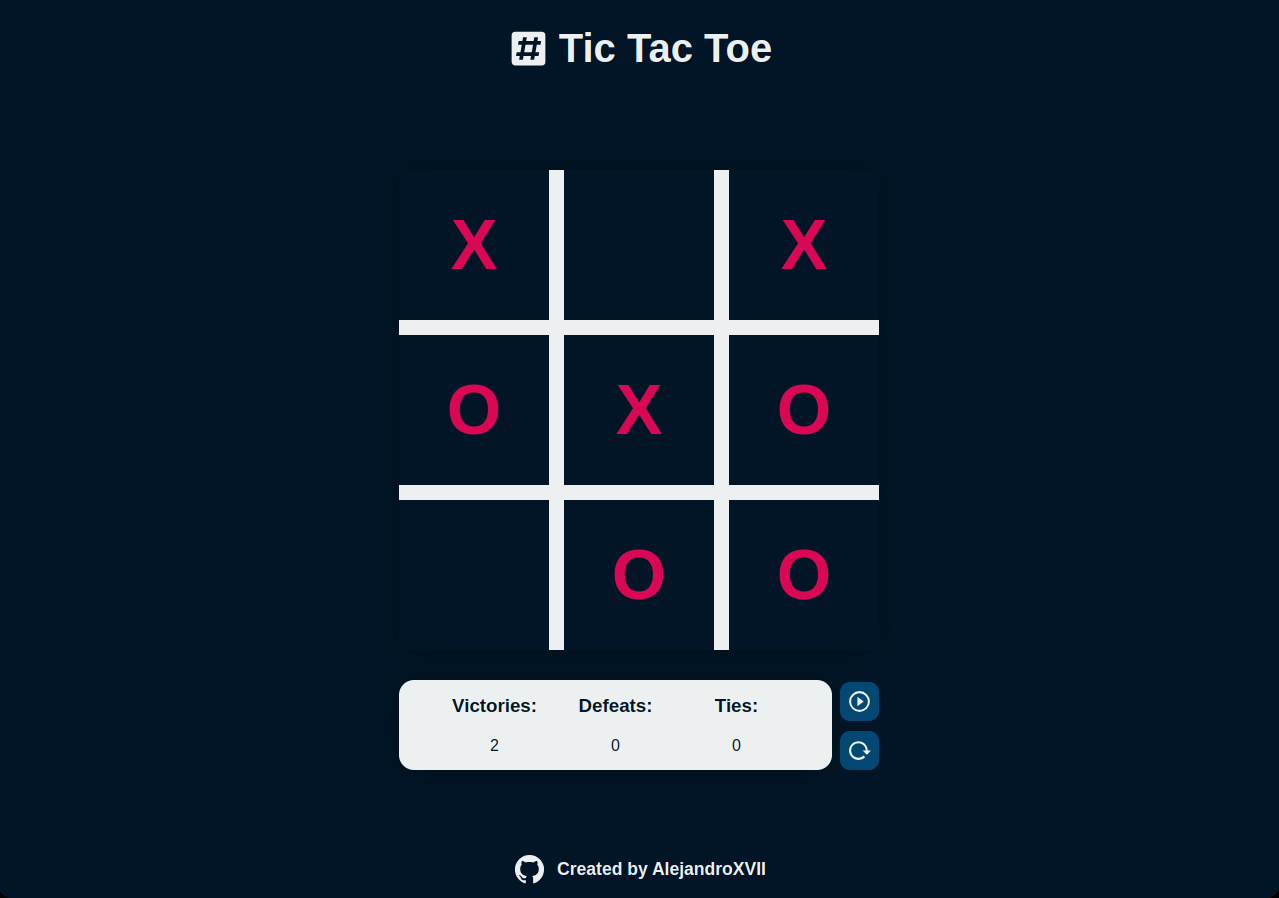 # Tic Tac Toe
X X
O X O
O O
Victories: Defeats: Ties:
2 0 0
Created by AlejandroXVII